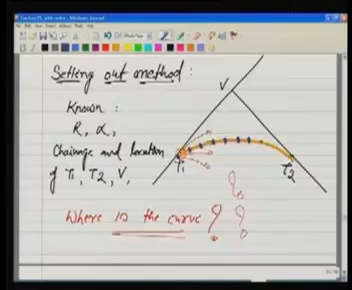 Setting out method :
V
Known :
R, α,
Chainage and location
of T1, T2, V,
T1
T2
Where is the curve ?